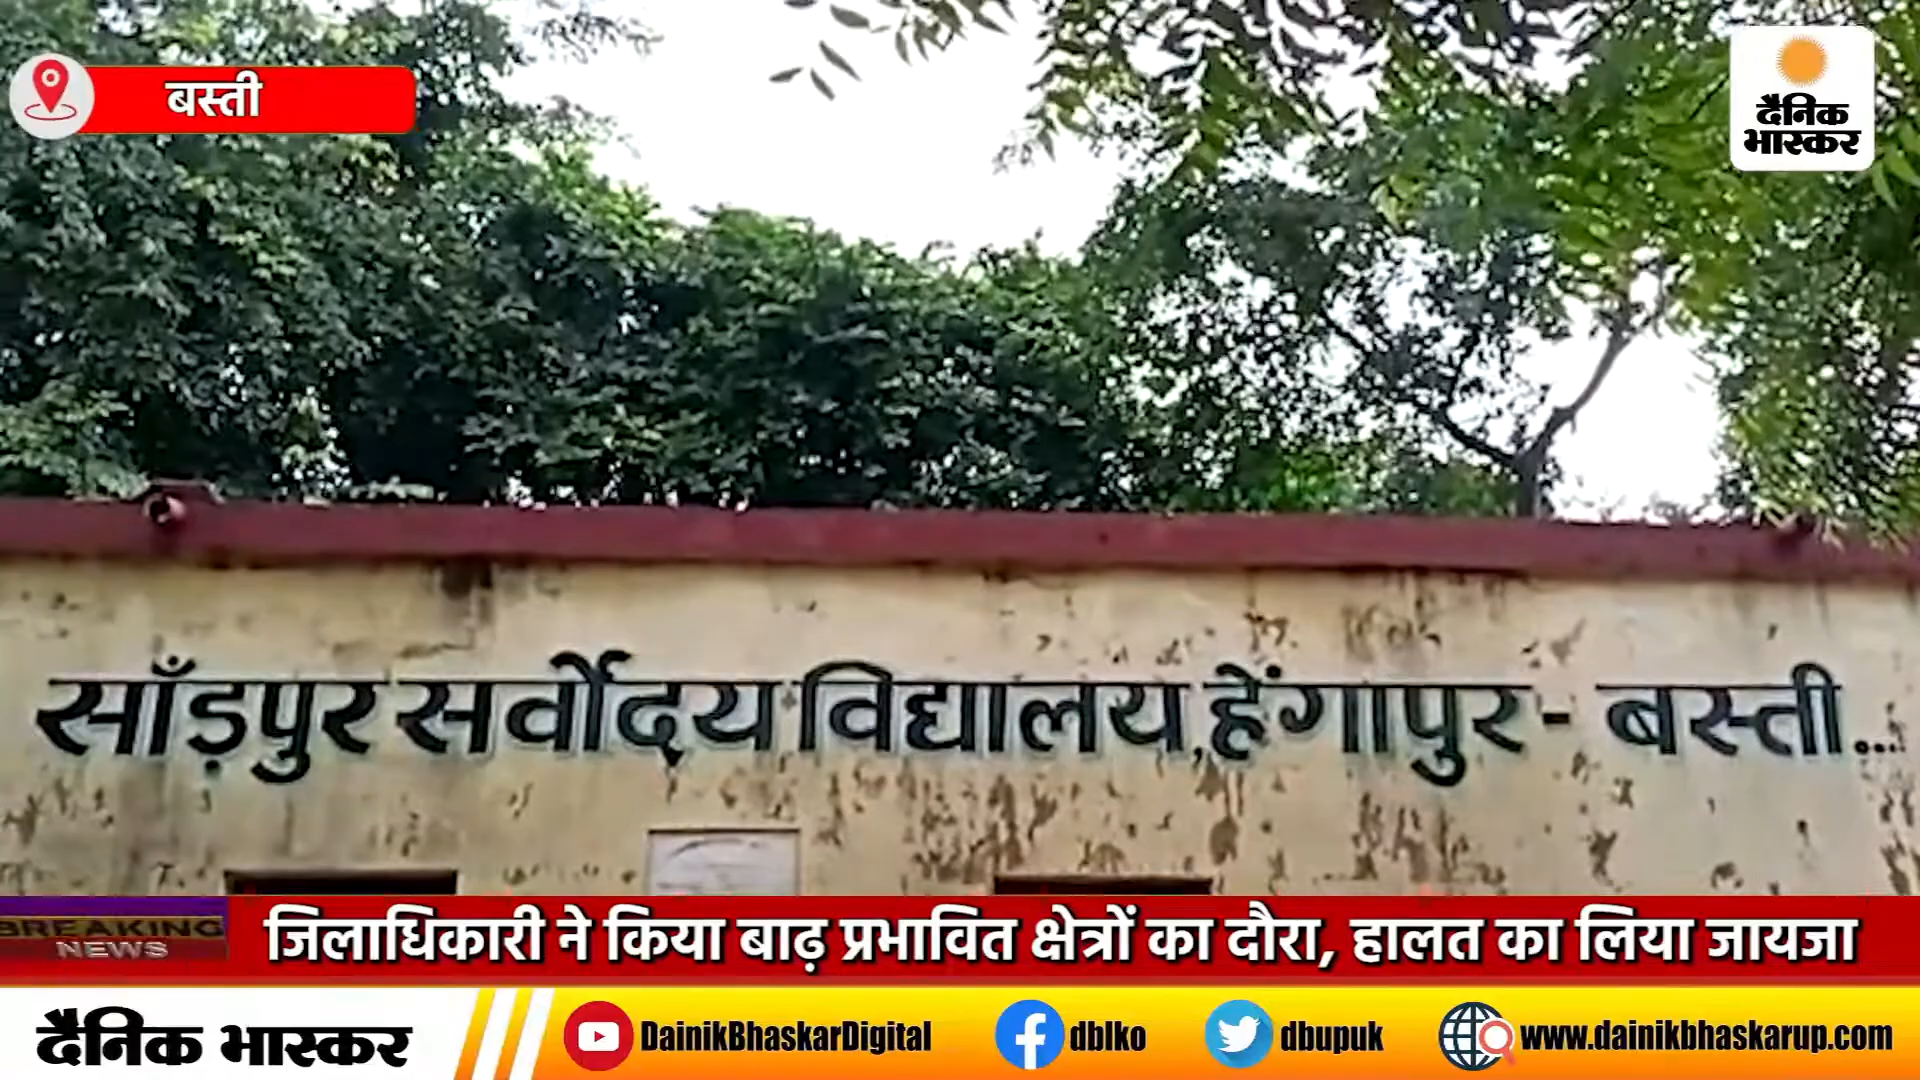 बस्ती
दैनिक
भास्कर
साँड़पुर सर्वोदय विद्यालय, हेंगापुर - बस्ती...
BREAKING
NEWS
जिलाधिकारी ने किया बाढ़ प्रभावित क्षेत्रों का दौरा, हालत का लिया जायजा
दैनिक भास्कर
DainikBhaskarDigital
dblko
dbupuk
www.dainikbhaskarup.com